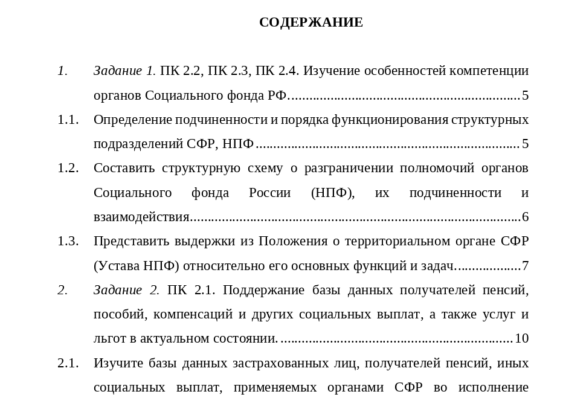 СОДЕРЖАНИЕ
1. Задание 1. ПК 2.2, ПК 2.3, ПК 2.4. Изучение особенностей компетенции
органов Социального фонда РФ...............................................................5
1.1. Определение подчиненности и порядка функционирования структурных
подразделений СФР, НПФ........................................................................5
1.2. Составить структурную схему о разграничении полномочий органов
Социального фонда России (НПФ), их подчиненности и
взаимодействия..........................................................................................6
1.3. Представить выдержки из Положения о территориальном органе СФР
(Устава НПФ) относительно его основных функций и задач..................7
2. Задание 2. ПК 2.1. Поддержание базы данных получателей пенсий,
пособий, компенсаций и других социальных выплат, а также услуг и
льгот в актуальном состоянии................................................................10
2.1. Изучите базы данных застрахованных лиц, получателей пенсий, иных
социальных выплат, применяемых органами СФР во исполнение